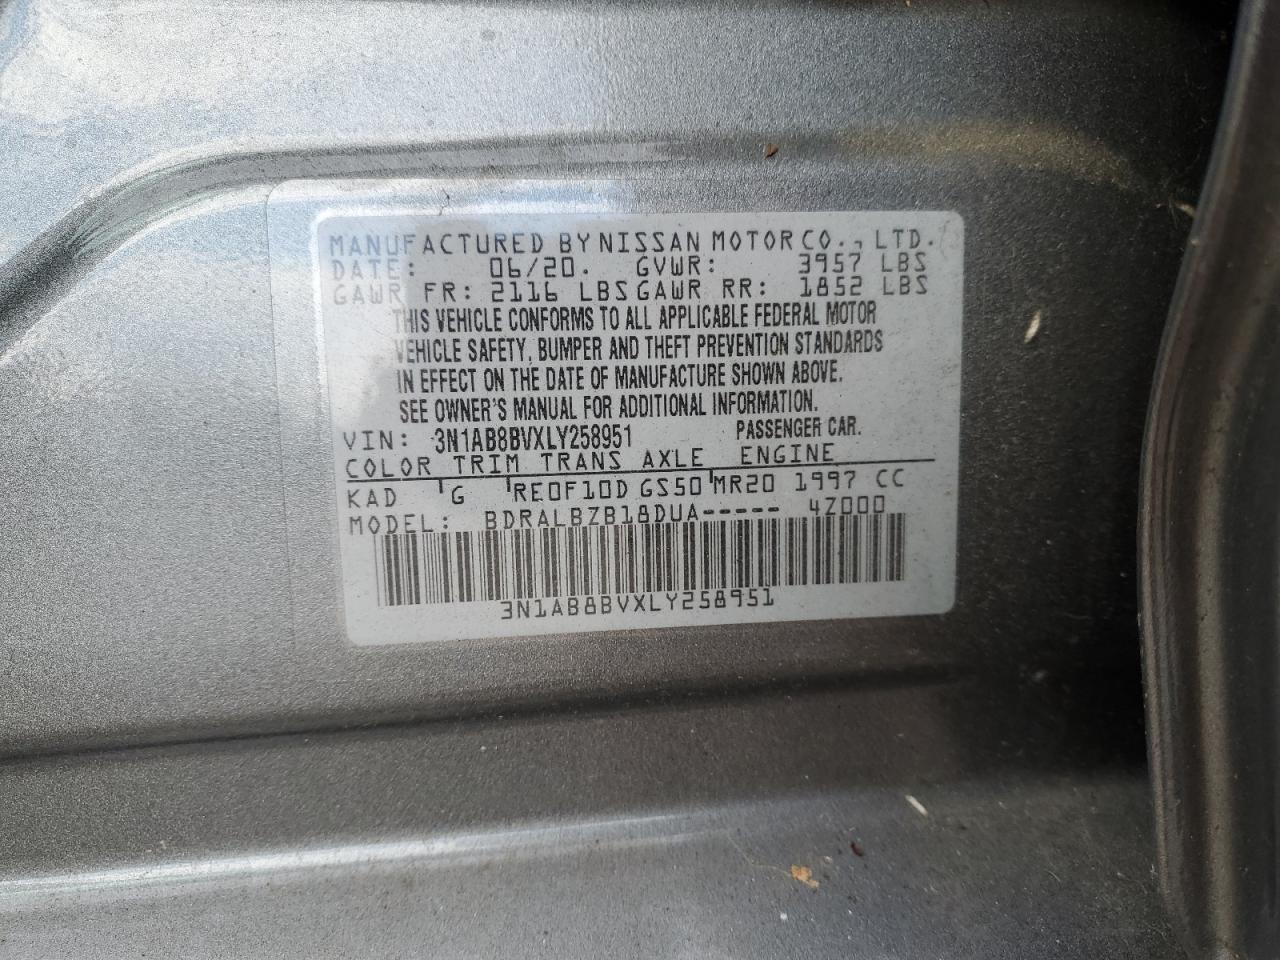 MANUFACTURED BY NISSAN MOTOR CO., LTD.
DATE: 06/20. GVWR: 3957 LBS
GAWR FR: 2116 LBS GAWR RR: 1852 LBS
THIS VEHICLE CONFORMS TO ALL APPLICABLE FEDERAL MOTOR
VEHICLE SAFETY, BUMPER AND THEFT PREVENTION STANDARDS
IN EFFECT ON THE DATE OF MANUFACTURE SHOWN ABOVE.
SEE OWNER'S MANUAL FOR ADDITIONAL INFORMATION.
VIN: 3N1AB8BVXLY258951 PASSENGER CAR.
COLOR TRIM TRANS AXLE ENGINE
KAD G RE0F10D GS50 MR20 1997 CC
MODEL: BDRALBZB18DUA----- 4Z000
3N1AB8BVXLY258951